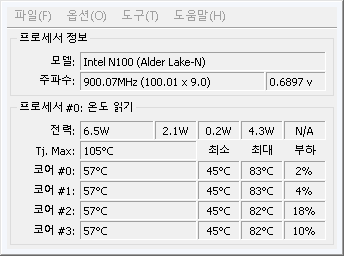 파일(F) 옵션(O) 도구(T) 도움말(H)
프로세서 정보
모델: Intel N100 (Alder Lake-N)
주파수: 900.07MHz (100.01 x 9.0) 0.6897 v
프로세서 #0: 온도 읽기
전력: 6.5W 2.1W 0.2W 4.3W N/A
Tj. Max: 105°C 최소 최대 부하
코어 #0: 57°C 45°C 83°C 2%
코어 #1: 57°C 45°C 83°C 4%
코어 #2: 57°C 45°C 82°C 18%
코어 #3: 57°C 45°C 82°C 10%